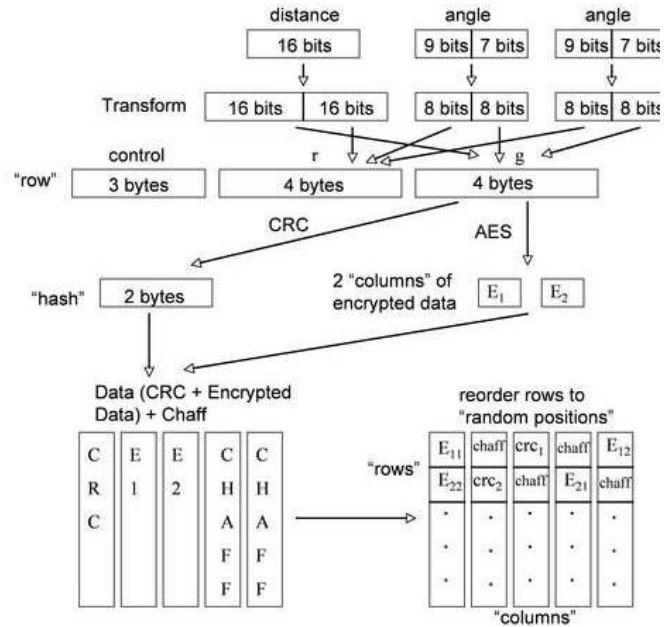 distance angle angle
16 bits 9 bits 7 bits 9 bits 7 bits
Transform 16 bits 16 bits 8 bits 8 bits 8 bits 8 bits
control r g
"row" 3 bytes 4 bytes 4 bytes
CRC AES
"hash" 2 bytes
2 "columns" of
encrypted data
E1 E2
Data (CRC + Encrypted
Data) + Chaff
C E E C C
R 1 2 H H
C A A
F F
F F
reorder rows to
"random positions"
"rows"
E11 chaff crc1 chaff E12
E22 crc2 chaff E21 chaff
"columns"